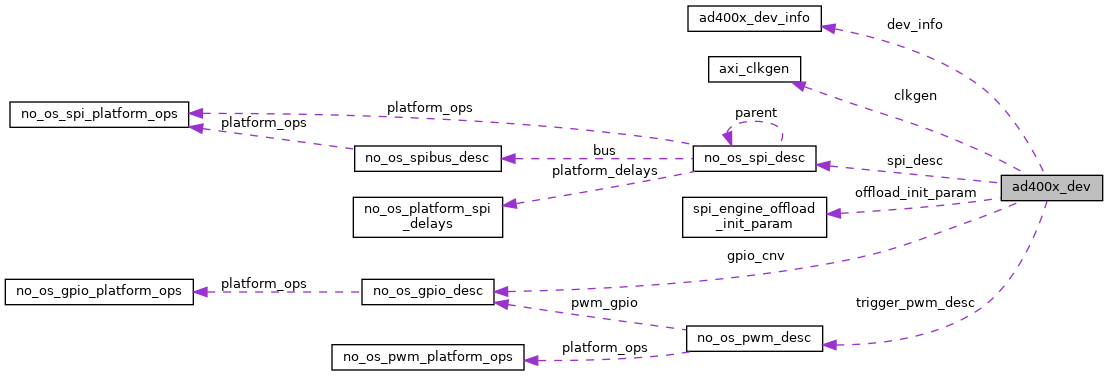 ad400x_dev_info
dev_info
axi_clkgen
clkgen
no_os_spi_platform_ops
platform_ops
platform_ops
parent
no_os_spibus_desc
bus
no_os_spi_desc
spi_desc
platform_delays
ad400x_dev
offload_init_param
no_os_platform_spi
_delays
spi_engine_offload
_init_param
gpio_cnv
no_os_gpio_platform_ops
platform_ops
no_os_gpio_desc
pwm_gpio
trigger_pwm_desc
no_os_pwm_desc
no_os_pwm_platform_ops
platform_ops